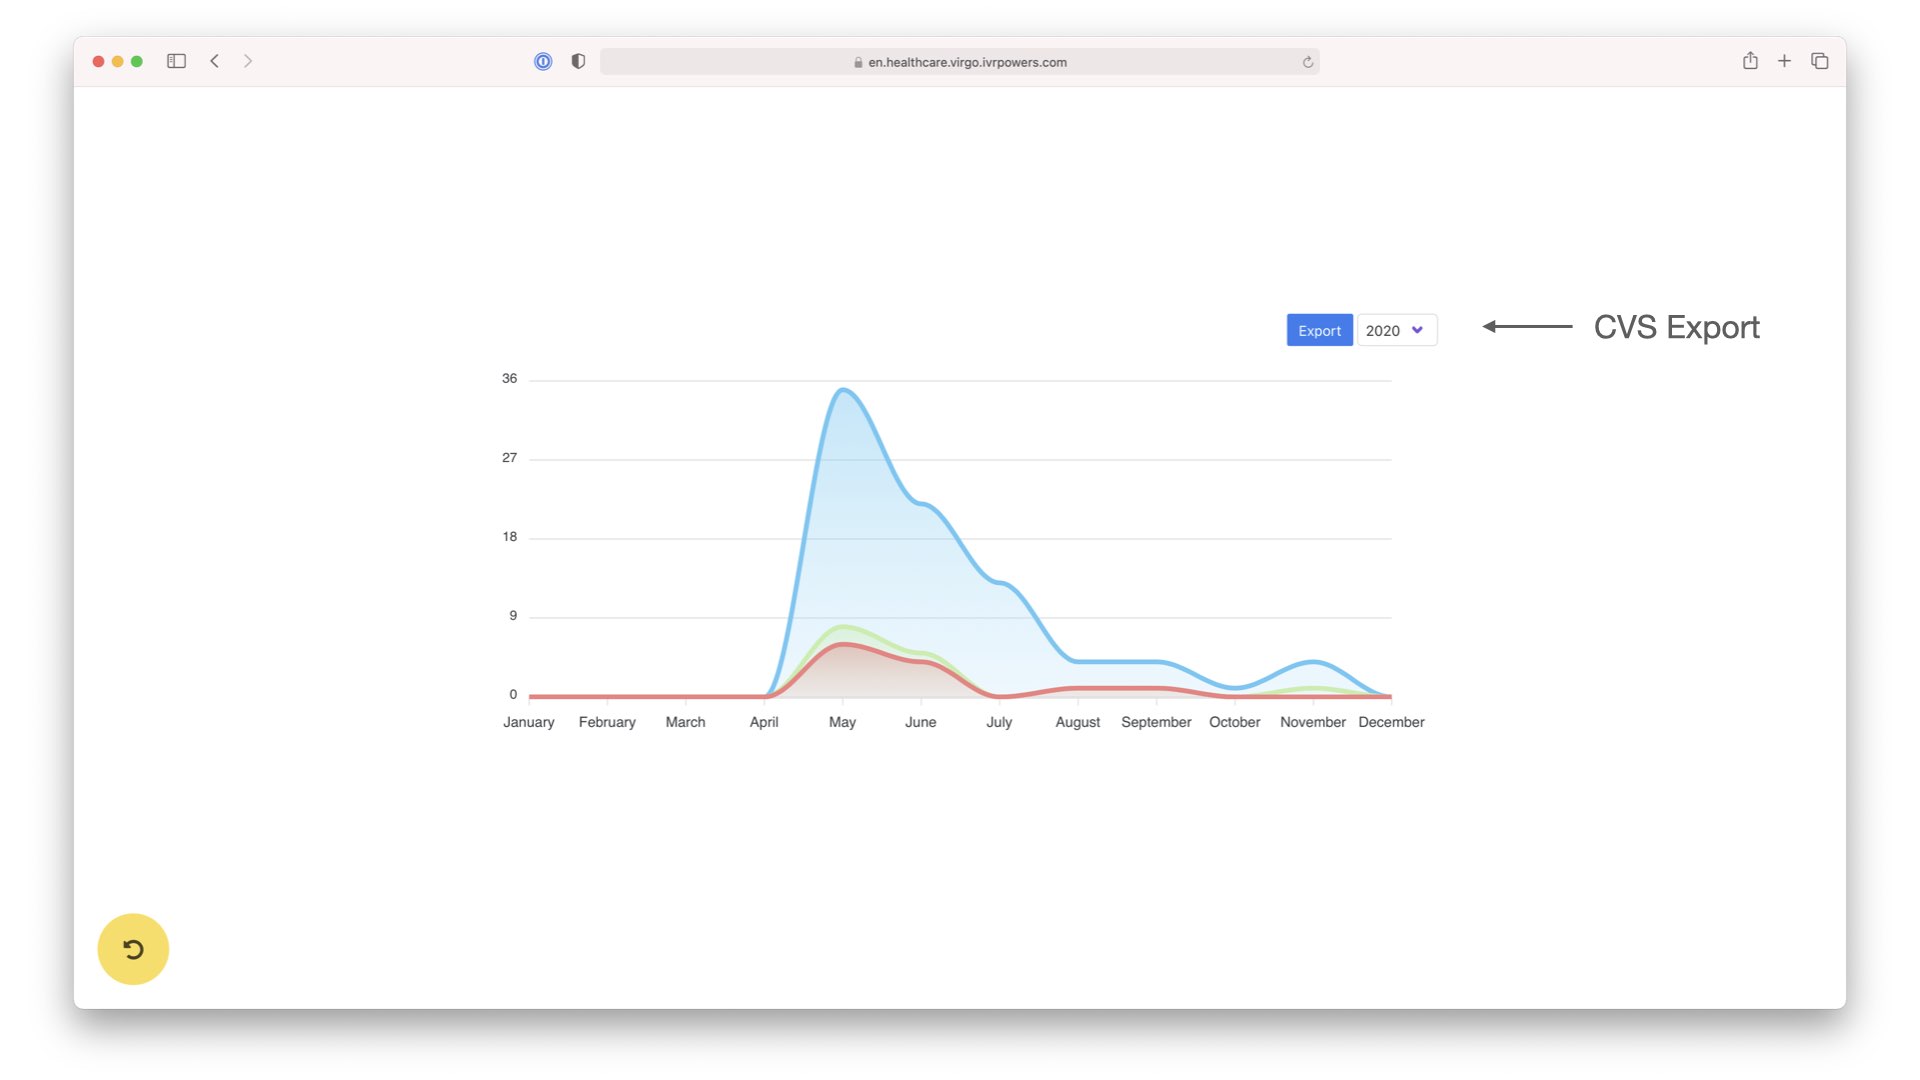 en.healthcare.virgo.ivrpowers.com
Export 2020
CVS Export
36
27
18
9
0
January February March April May June July August September October November December